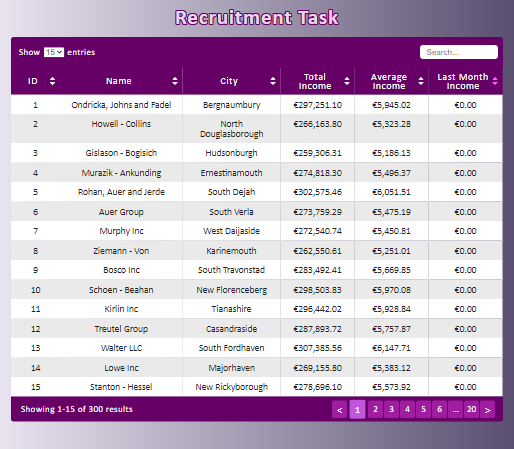 Recruitment Task
Show 15 entries Search...
ID Name City Total Income Average Income Last Month Income
1 Ondricka, Johns and Fadel Bergnaumbury €297,251.10 €5,945.02 €0.00
2 Howell - Collins North Douglasborough €266,163.80 €5,323.28 €0.00
3 Gislason - Bogisich Hudsonburgh €259,306.31 €5,186.13 €0.00
4 Murazik - Ankunding Ernestinamouth €274,818.30 €5,496.37 €0.00
5 Rohan, Auer and Jerde South Dejah €302,575.46 €6,051.51 €0.00
6 Auer Group South Verla €273,759.29 €5,475.19 €0.00
7 Murphy Inc West Daijaside €272,540.74 €5,450.81 €0.00
8 Ziemann - Von Karinemouth €262,550.61 €5,251.01 €0.00
9 Bosco Inc South Travonstad €283,492.41 €5,669.85 €0.00
10 Schoen - Beahan New Florenceberg €298,503.83 €5,970.08 €0.00
11 Kirlin Inc Tianashire €296,442.02 €5,928.84 €0.00
12 Treutel Group Casandraside €287,893.72 €5,757.87 €0.00
13 Walter LLC South Fordhaven €307,385.56 €6,147.71 €0.00
14 Lowe Inc Majorhaven €269,155.80 €5,383.12 €0.00
15 Stanton - Hessel New Rickyborough €278,696.10 €5,573.92 €0.00
Showing 1-15 of 300 results < 1 2 3 4 5 6 ... 20 >